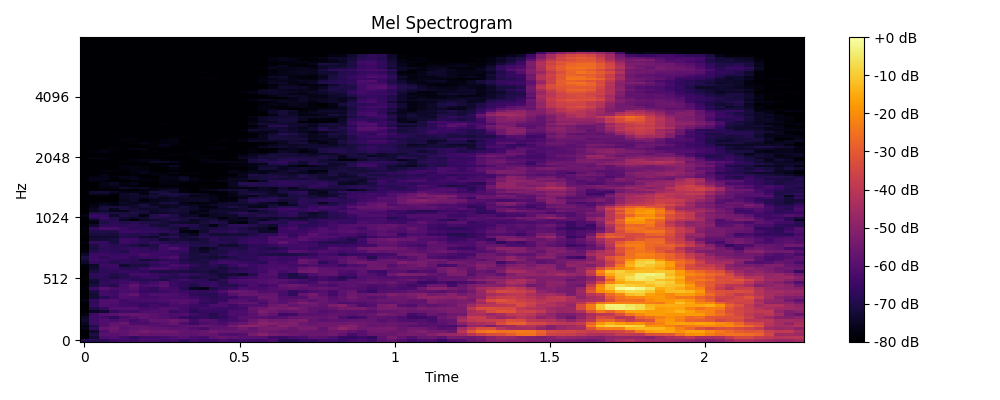 Mel Spectrogram
+0 dB
-10 dB
-20 dB
-30 dB
-40 dB
-50 dB
-60 dB
-70 dB
-80 dB
Hz
4096
2048
1024
512
0
0
0.5
1
1.5
2
Time